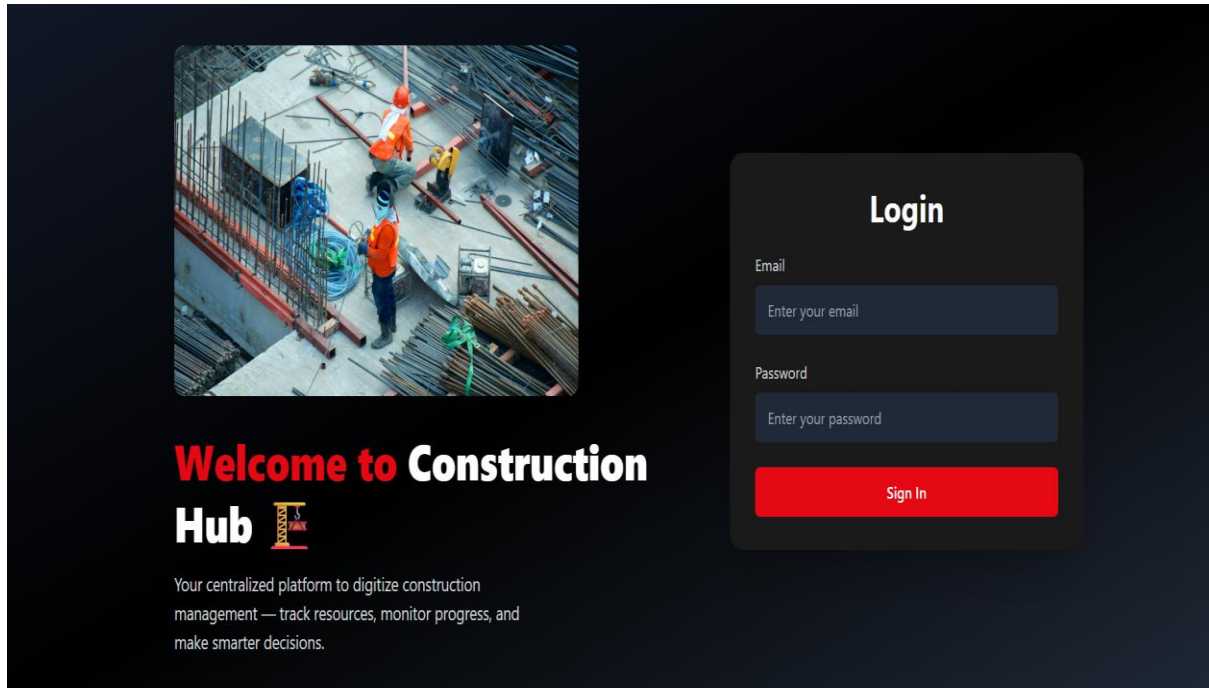 Welcome to Construction
Hub 🏗️
Your centralized platform to digitize construction
management — track resources, monitor progress, and
make smarter decisions.
Login
Email
Enter your email
Password
Enter your password
Sign In